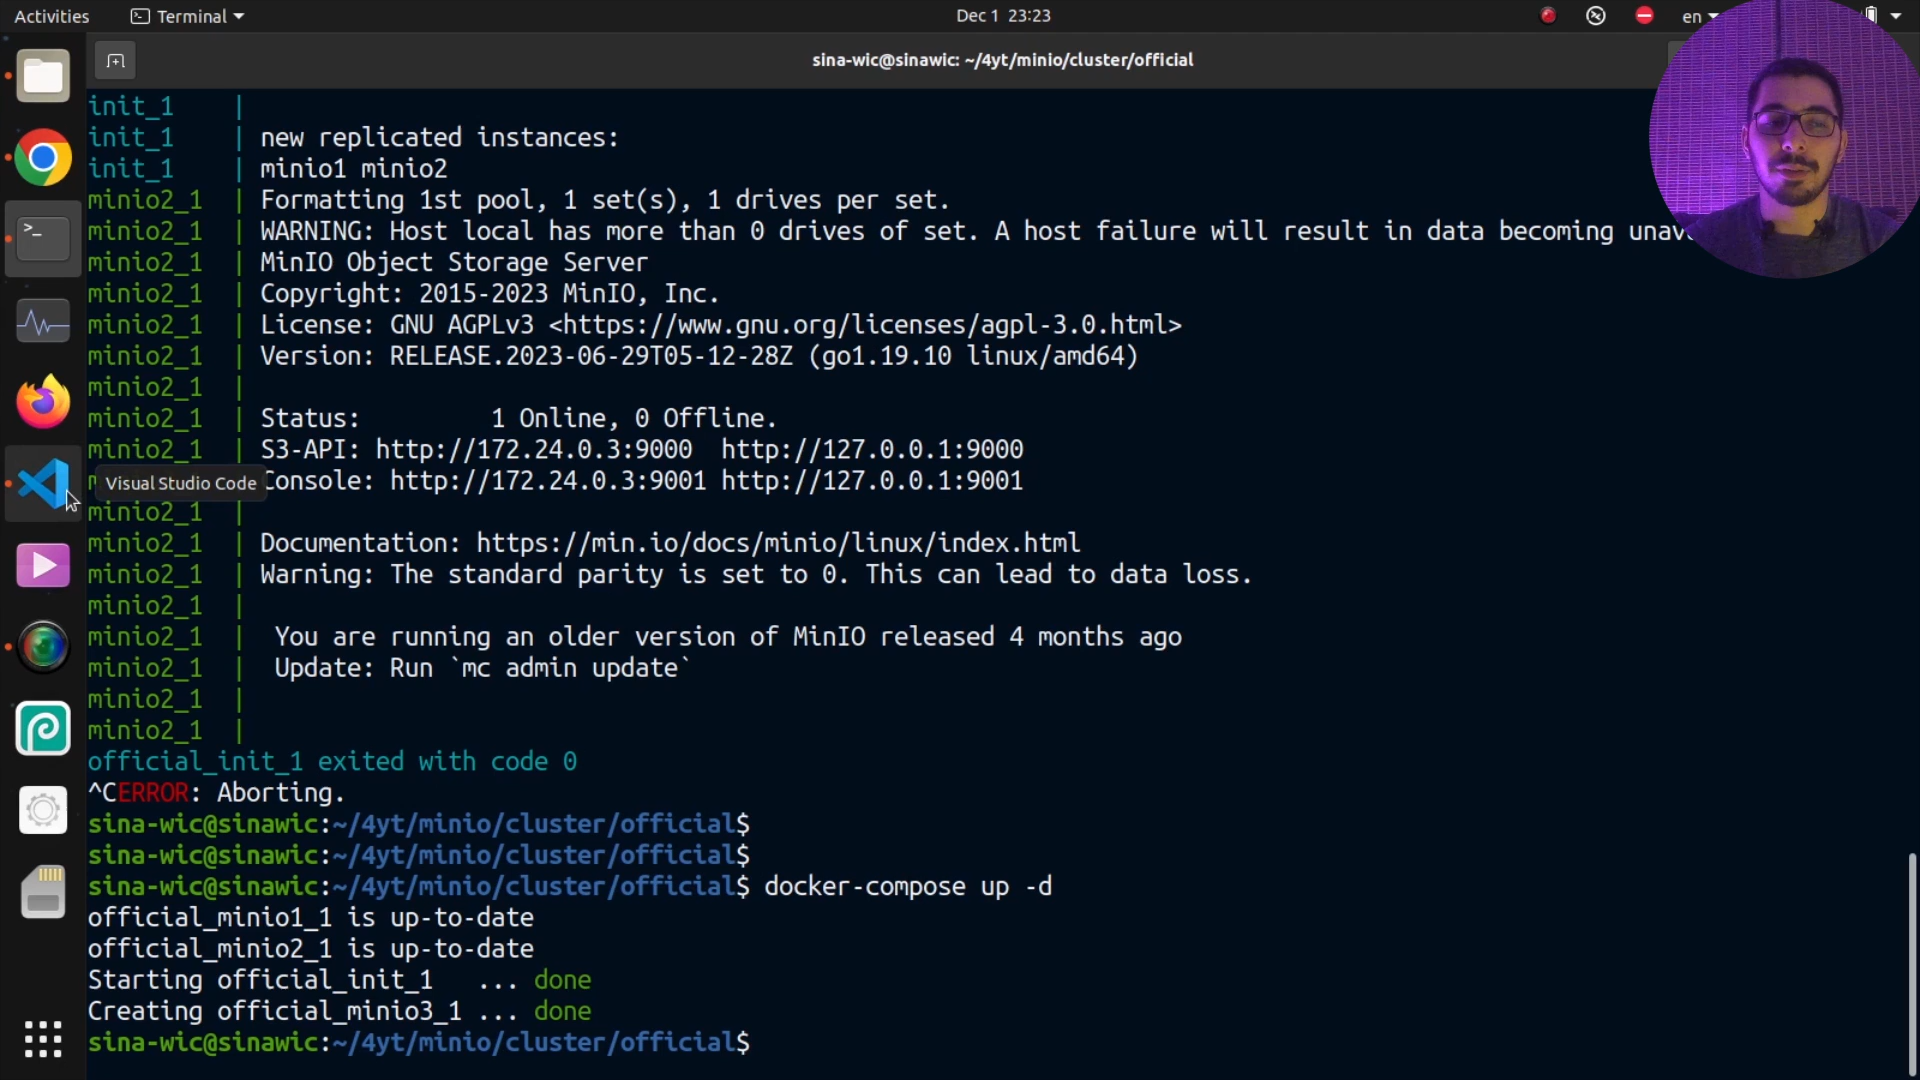 Activities
Terminal
Dec 1 23:23
en
sina-wic@sinawic: ~/4yt/minio/cluster/official
init_1 |
init_1 | new replicated instances:
init_1 | minio1 minio2
minio2_1 | Formatting 1st pool, 1 set(s), 1 drives per set.
minio2_1 | WARNING: Host local has more than 0 drives of set. A host failure will result in data becoming
minio2_1 | MinIO Object Storage Server
minio2_1 | Copyright: 2015-2023 MinIO, Inc.
minio2_1 | License: GNU AGPLv3 <https://www.gnu.org/licenses/agpl-3.0.html>
minio2_1 | Version: RELEASE.2023-06-29T05-12-28Z (go1.19.10 linux/amd64)
minio2_1 |
minio2_1 | Status:         1 Online, 0 Offline.
minio2_1 | S3-API: http://172.24.0.3:9000  http://127.0.0.1:9000
Visual Studio Code
Console: http://172.24.0.3:9001 http://127.0.0.1:9001
minio2_1 |
minio2_1 | Documentation: https://min.io/docs/minio/linux/index.html
minio2_1 | Warning: The standard parity is set to 0. This can lead to data loss.
minio2_1 |
minio2_1 |  You are running an older version of MinIO released 4 months ago
minio2_1 |  Update: Run `mc admin update`
minio2_1 |
minio2_1 |
official_init_1 exited with code 0
^CERROR: Aborting.
sina-wic@sinawic:~/4yt/minio/cluster/official$
sina-wic@sinawic:~/4yt/minio/cluster/official$
sina-wic@sinawic:~/4yt/minio/cluster/official$ docker-compose up -d
official_minio1_1 is up-to-date
official_minio2_1 is up-to-date
Starting official_init_1   ... done
Creating official_minio3_1 ... done
sina-wic@sinawic:~/4yt/minio/cluster/official$